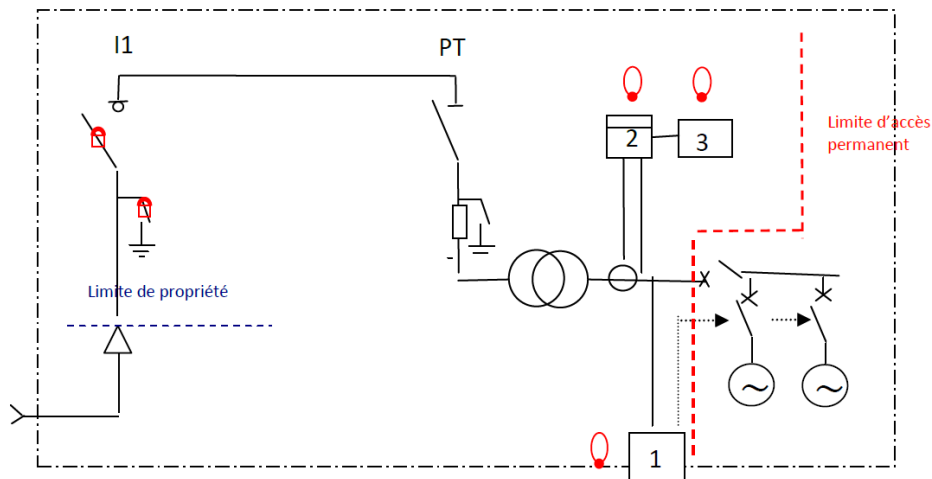 I1
PT
2
3
Limite d'accès
permanent
Limite de propriété
1